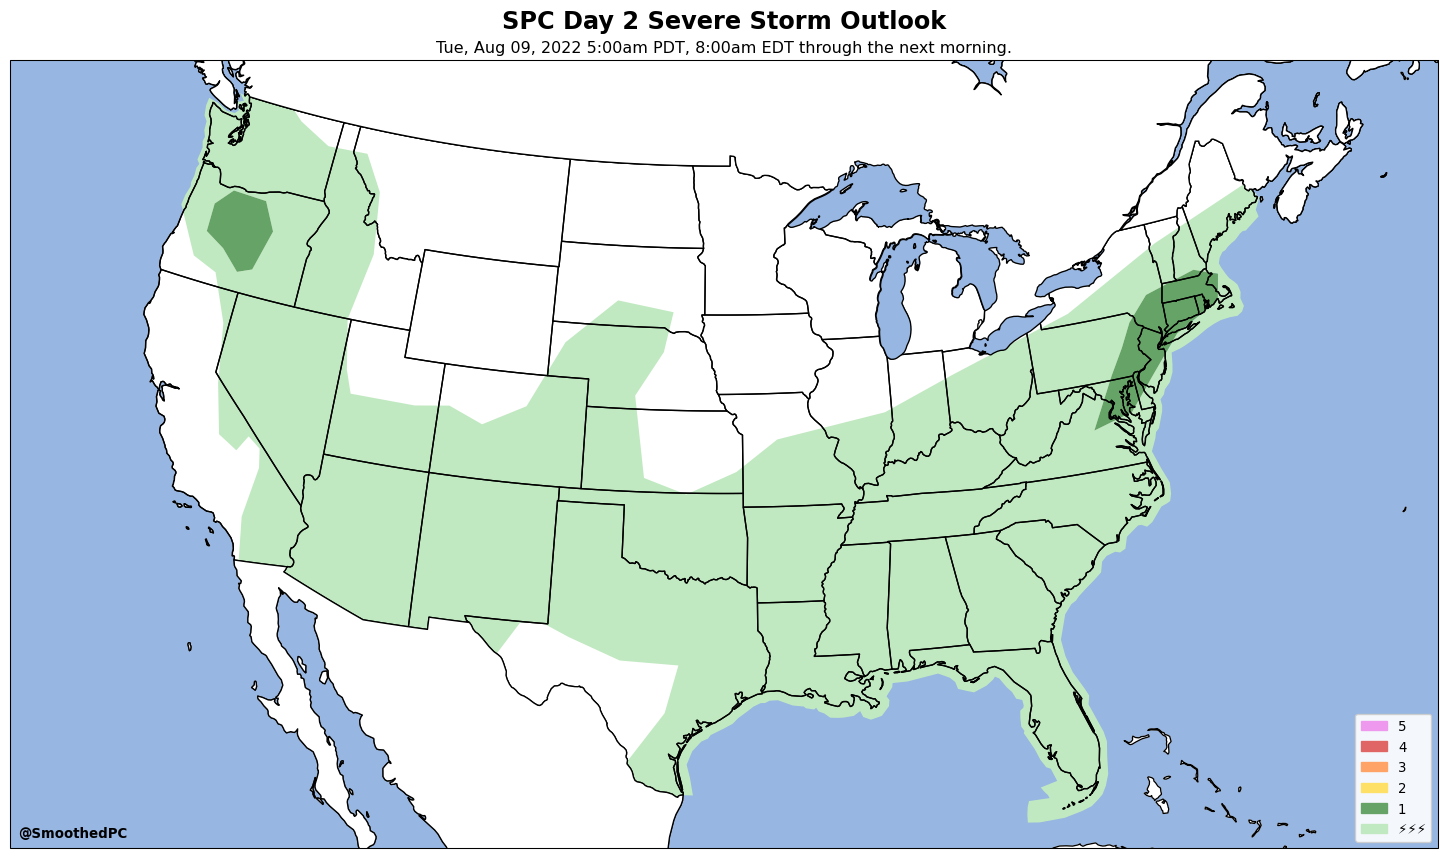 SPC Day 2 Severe Storm Outlook
Tue, Aug 09, 2022 5:00am PDT, 8:00am EDT through the next morning.
5
4
3
2
1
⚡⚡⚡
@SmoothedPC